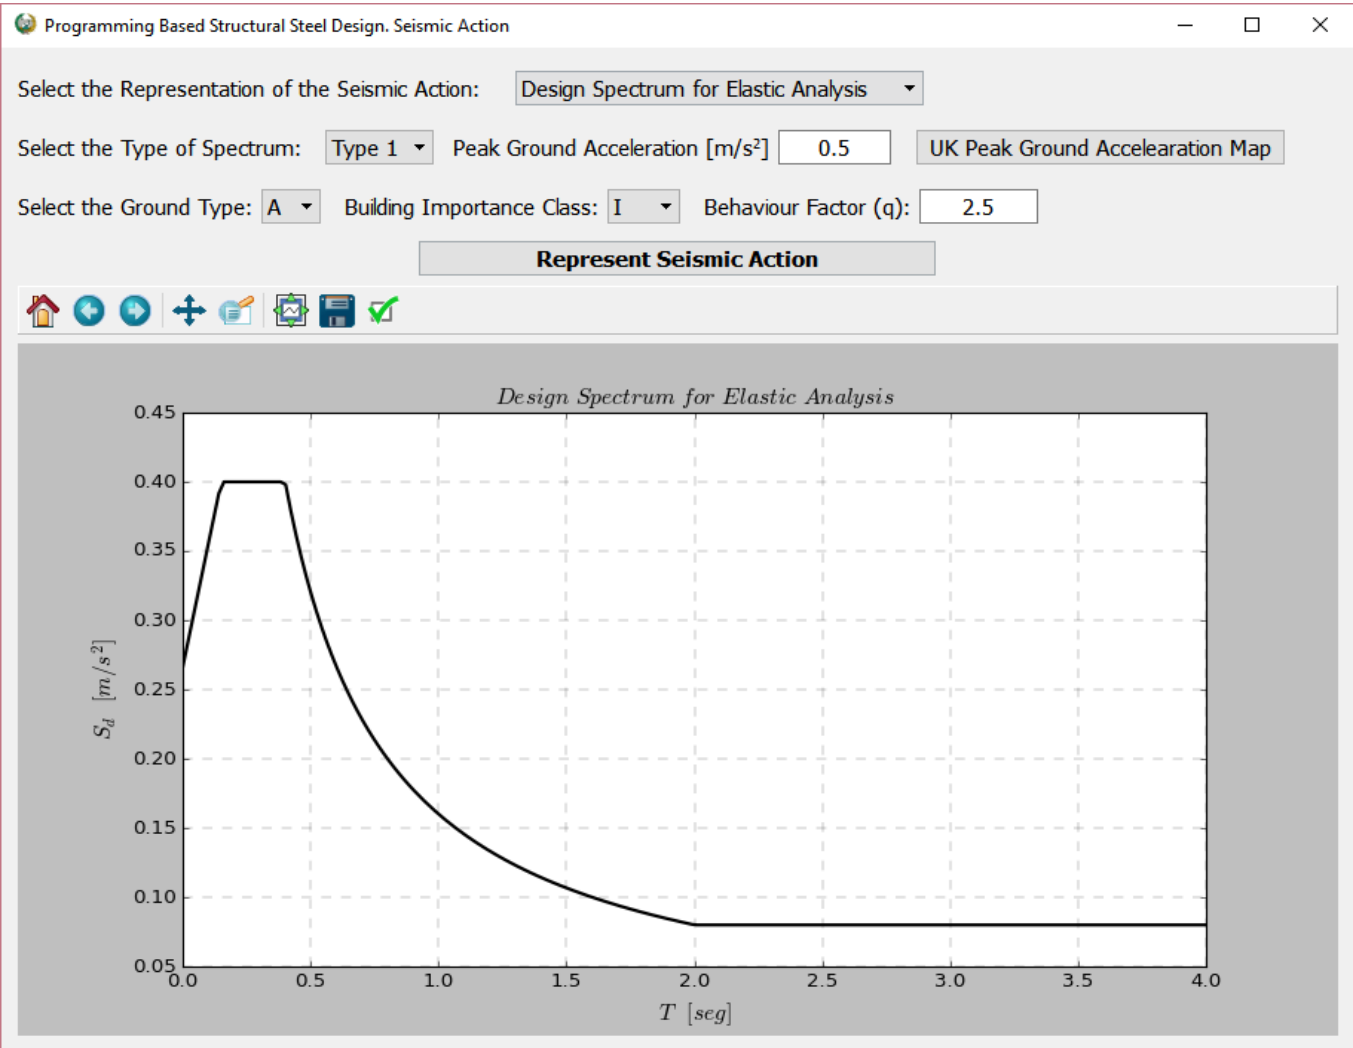 Programming Based Structural Steel Design. Seismic Action
Select the Representation of the Seismic Action: Design Spectrum for Elastic Analysis
Select the Type of Spectrum: Type 1 Peak Ground Acceleration [m/s²] 0.5 UK Peak Ground Accelearation Map
Select the Ground Type: A Building Importance Class: I Behaviour Factor (q): 2.5
Represent Seismic Action
Design Spectrum for Elastic Analysis
0.45
0.40
0.35
0.30
0.25
0.20
0.15
0.10
0.05
S_d [m/s²]
0.0 0.5 1.0 1.5 2.0 2.5 3.0 3.5 4.0
T [seg]